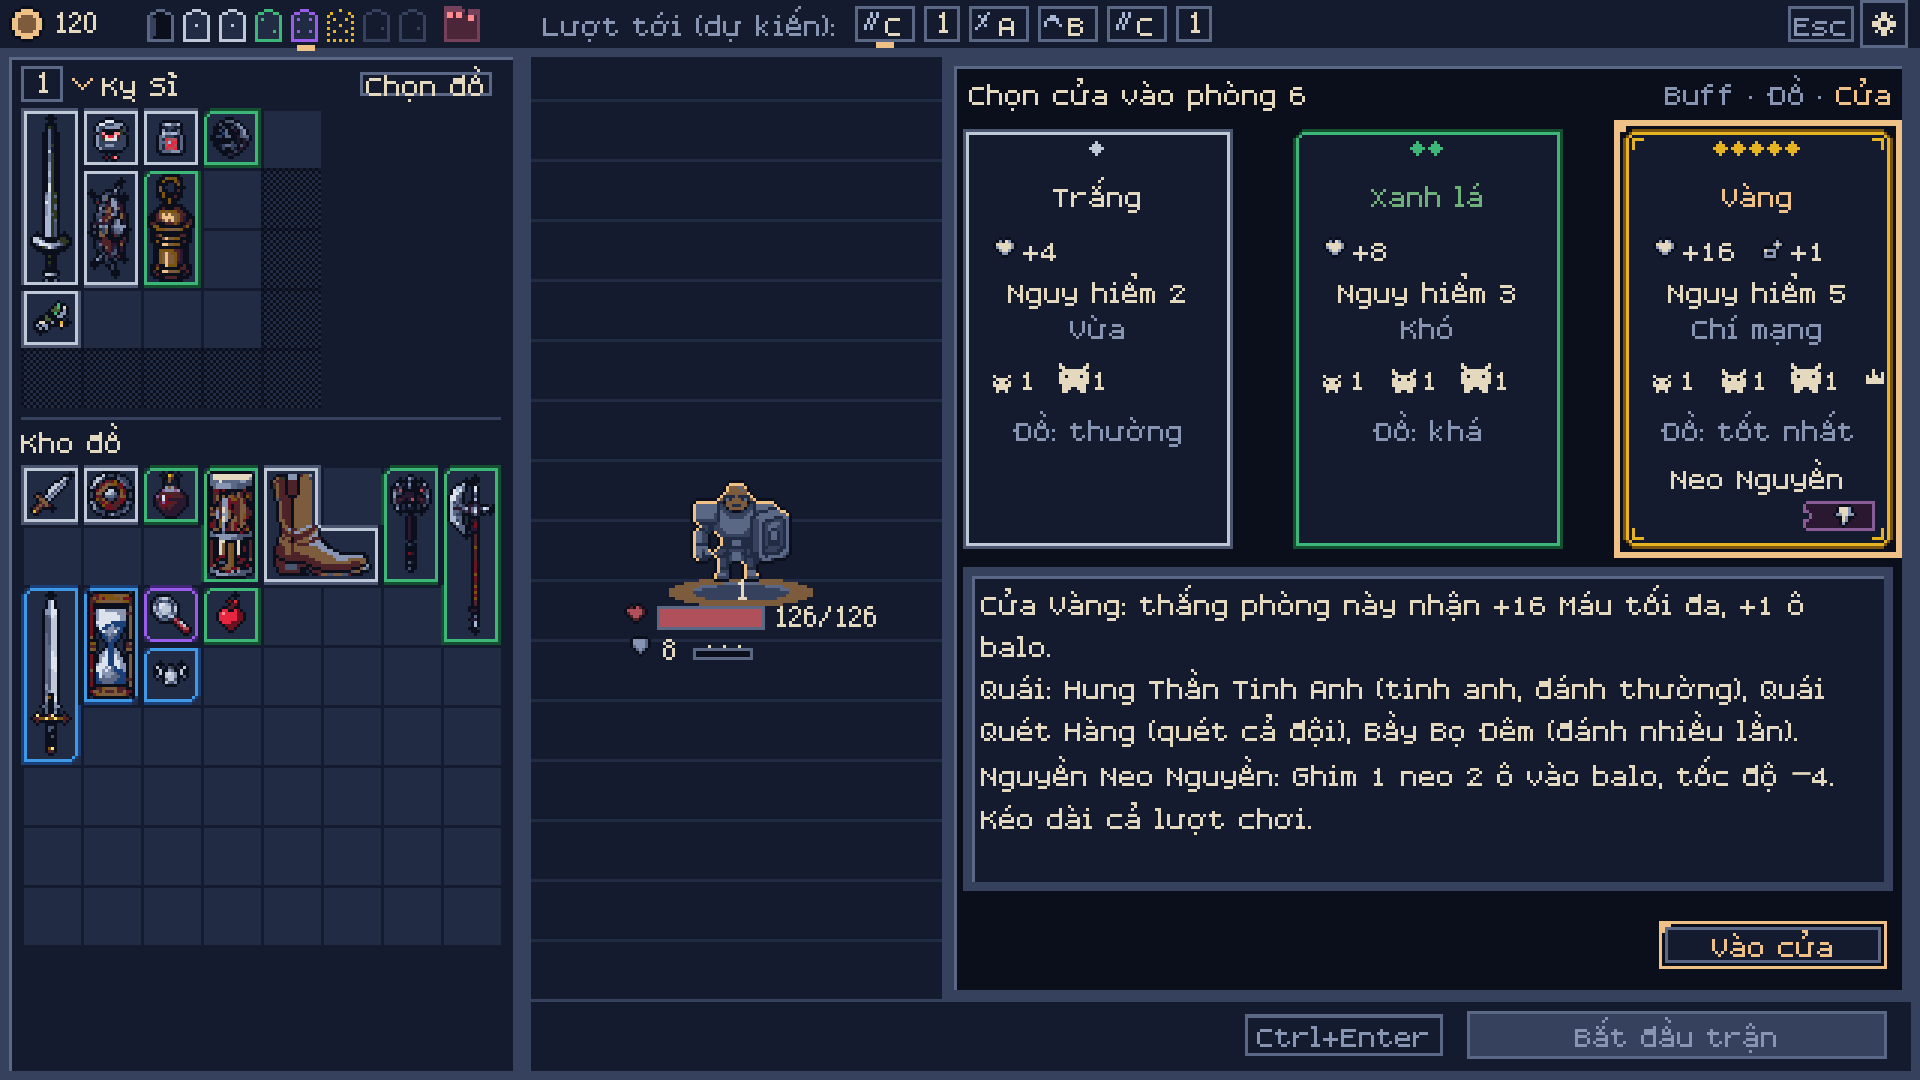 120
Lượt tới (dự kiến):
C 1 A B C 1
Esc
1 Kỵ Sĩ
Chọn đồ
Kho đồ
1
126/126
8
Chọn cửa vào phòng 6
Buff · Đồ · Cửa
Trắng
+4
Nguy hiểm 2
Vừa
1 1
Đồ: thường
Xanh lá
+8
Nguy hiểm 3
Khó
1 1 1
Đồ: khá
Vàng
+16 +1
Nguy hiểm 5
Chí mạng
1 1 1
Đồ: tốt nhất
Neo Nguyền
Cửa Vàng: thắng phòng này nhận +16 Máu tối đa, +1 ô
balo.
Quái: Hung Thần Tinh Anh (tinh anh, đánh thường), Quái
Quét Hàng (quét cả đội), Bầy Bọ Đêm (đánh nhiều lần).
Nguyền Neo Nguyền: Ghim 1 neo 2 ô vào balo, tốc độ −4.
Kéo dài cả lượt chơi.
Vào cửa
Ctrl+Enter
Bắt đầu trận